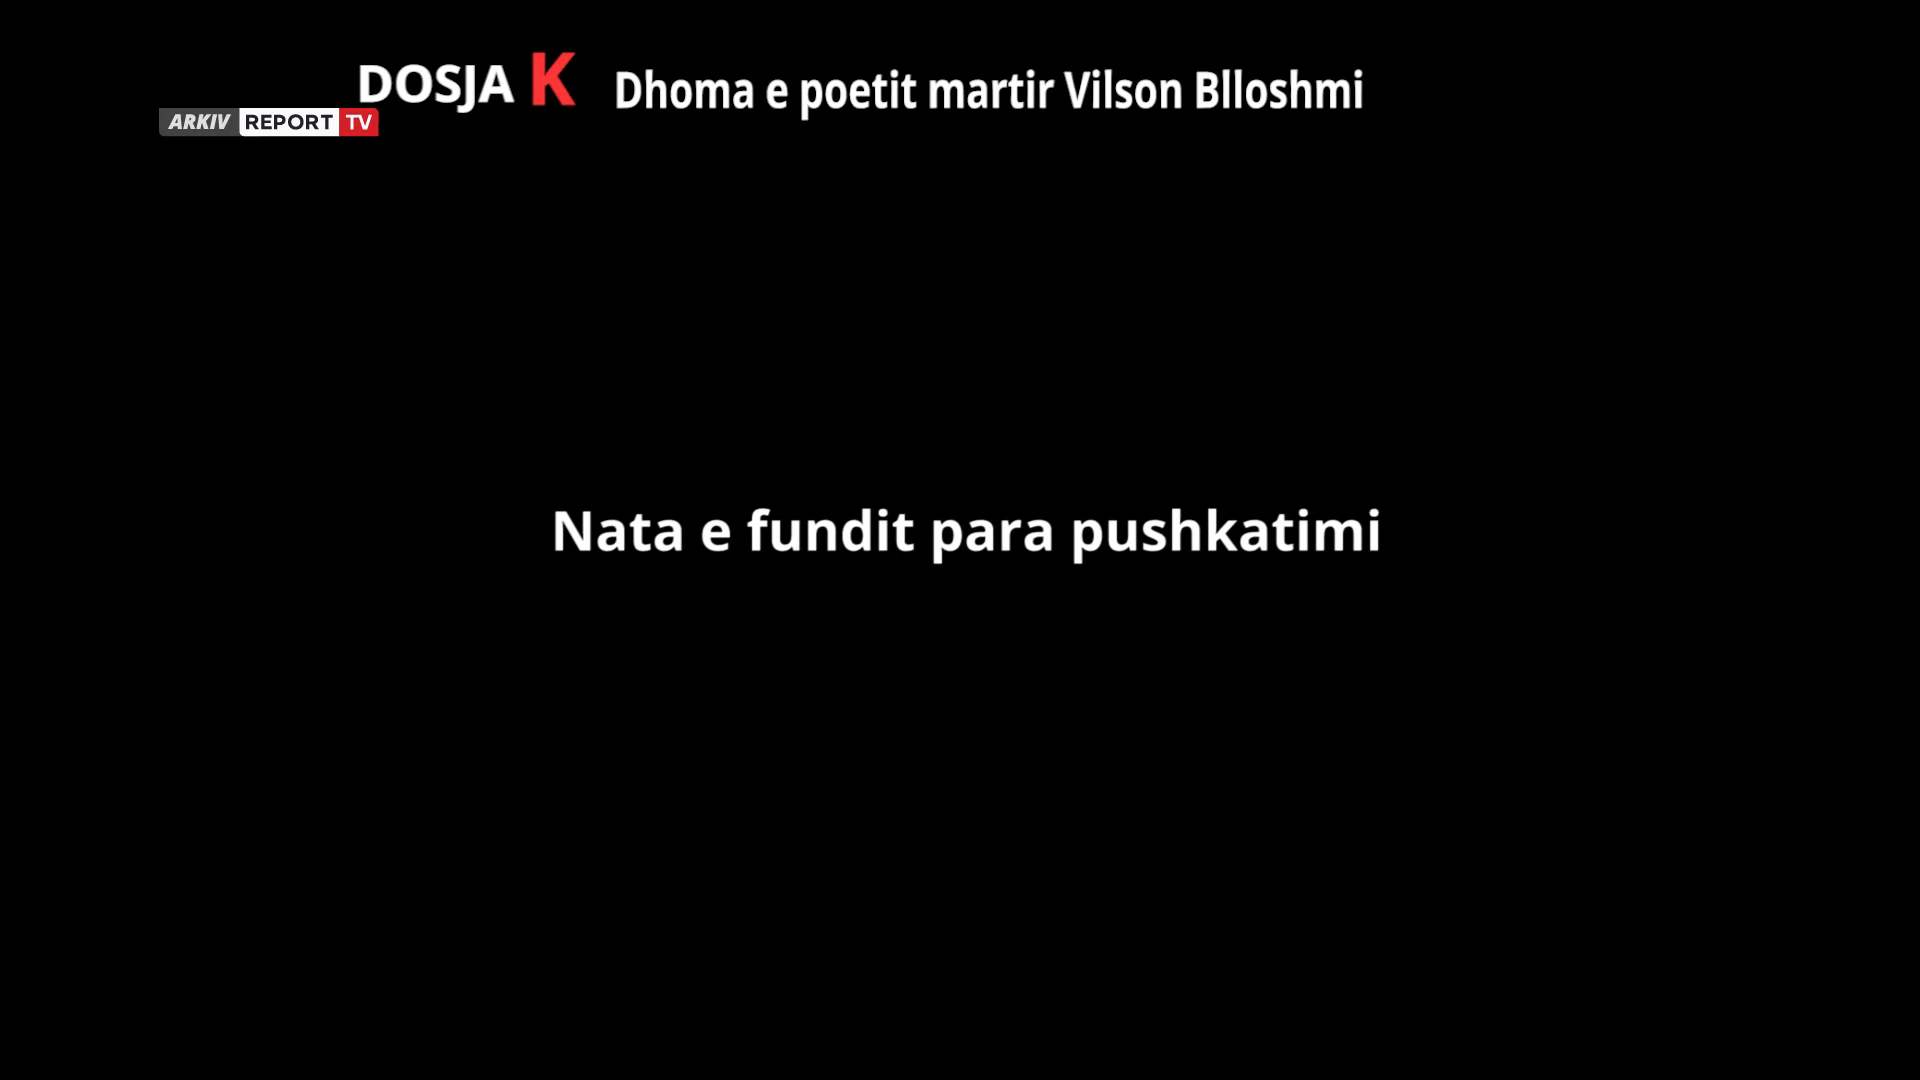 DOSJA K
Dhoma e poetit martir Vilson Blloshmi
ARKIV REPORT TV
Nata e fundit para pushkatimi